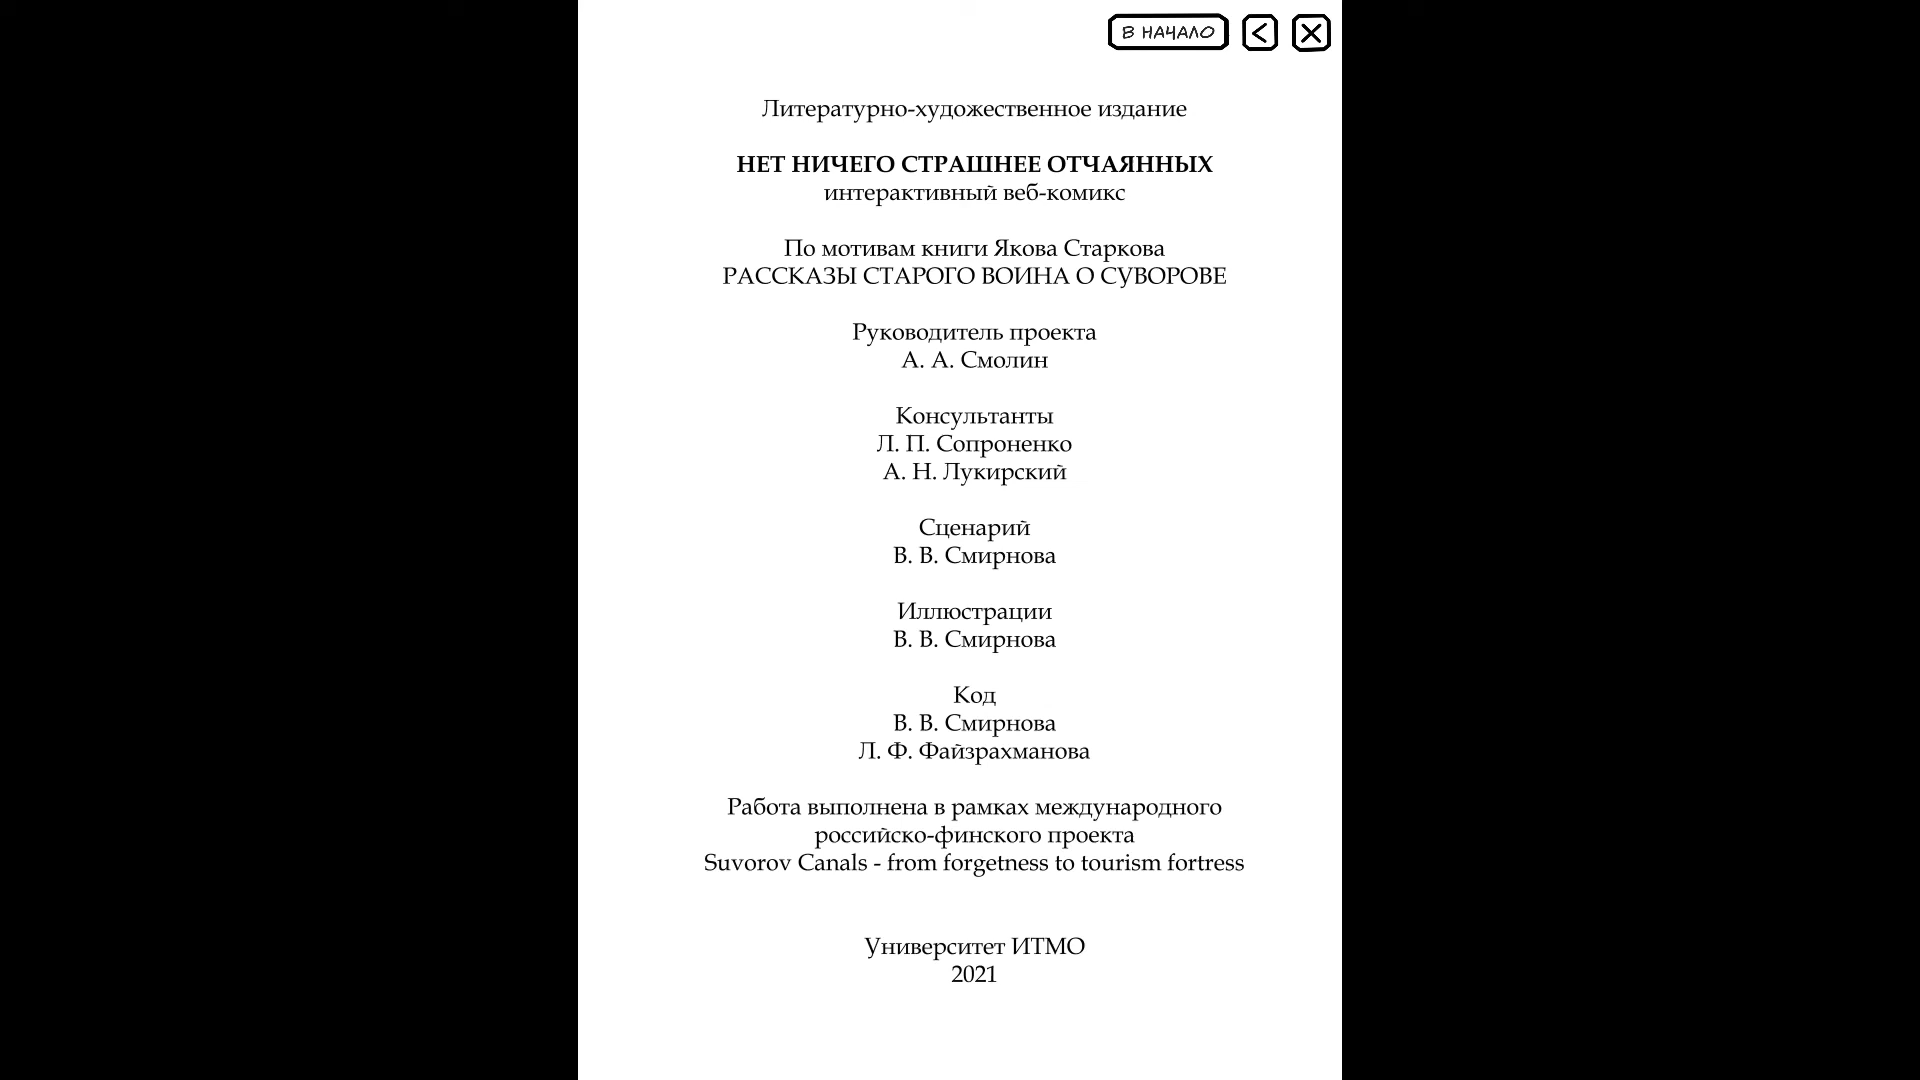 В НАЧАЛО < X
Литературно-художественное издание
НЕТ НИЧЕГО СТРАШНЕЕ ОТЧАЯННЫХ
интерактивный веб-комикс
По мотивам книги Якова Старкова
РАССКАЗЫ СТАРОГО ВОИНА О СУВОРОВЕ
Руководитель проекта
А. А. Смолин
Консультанты
Л. П. Сопроненко
А. Н. Лукирский
Сценарий
В. В. Смирнова
Иллюстрации
В. В. Смирнова
Код
В. В. Смирнова
Л. Ф. Файзрахманова
Работа выполнена в рамках международного
российско-финского проекта
Suvorov Canals - from forgetness to tourism fortress
Университет ИТМО
2021